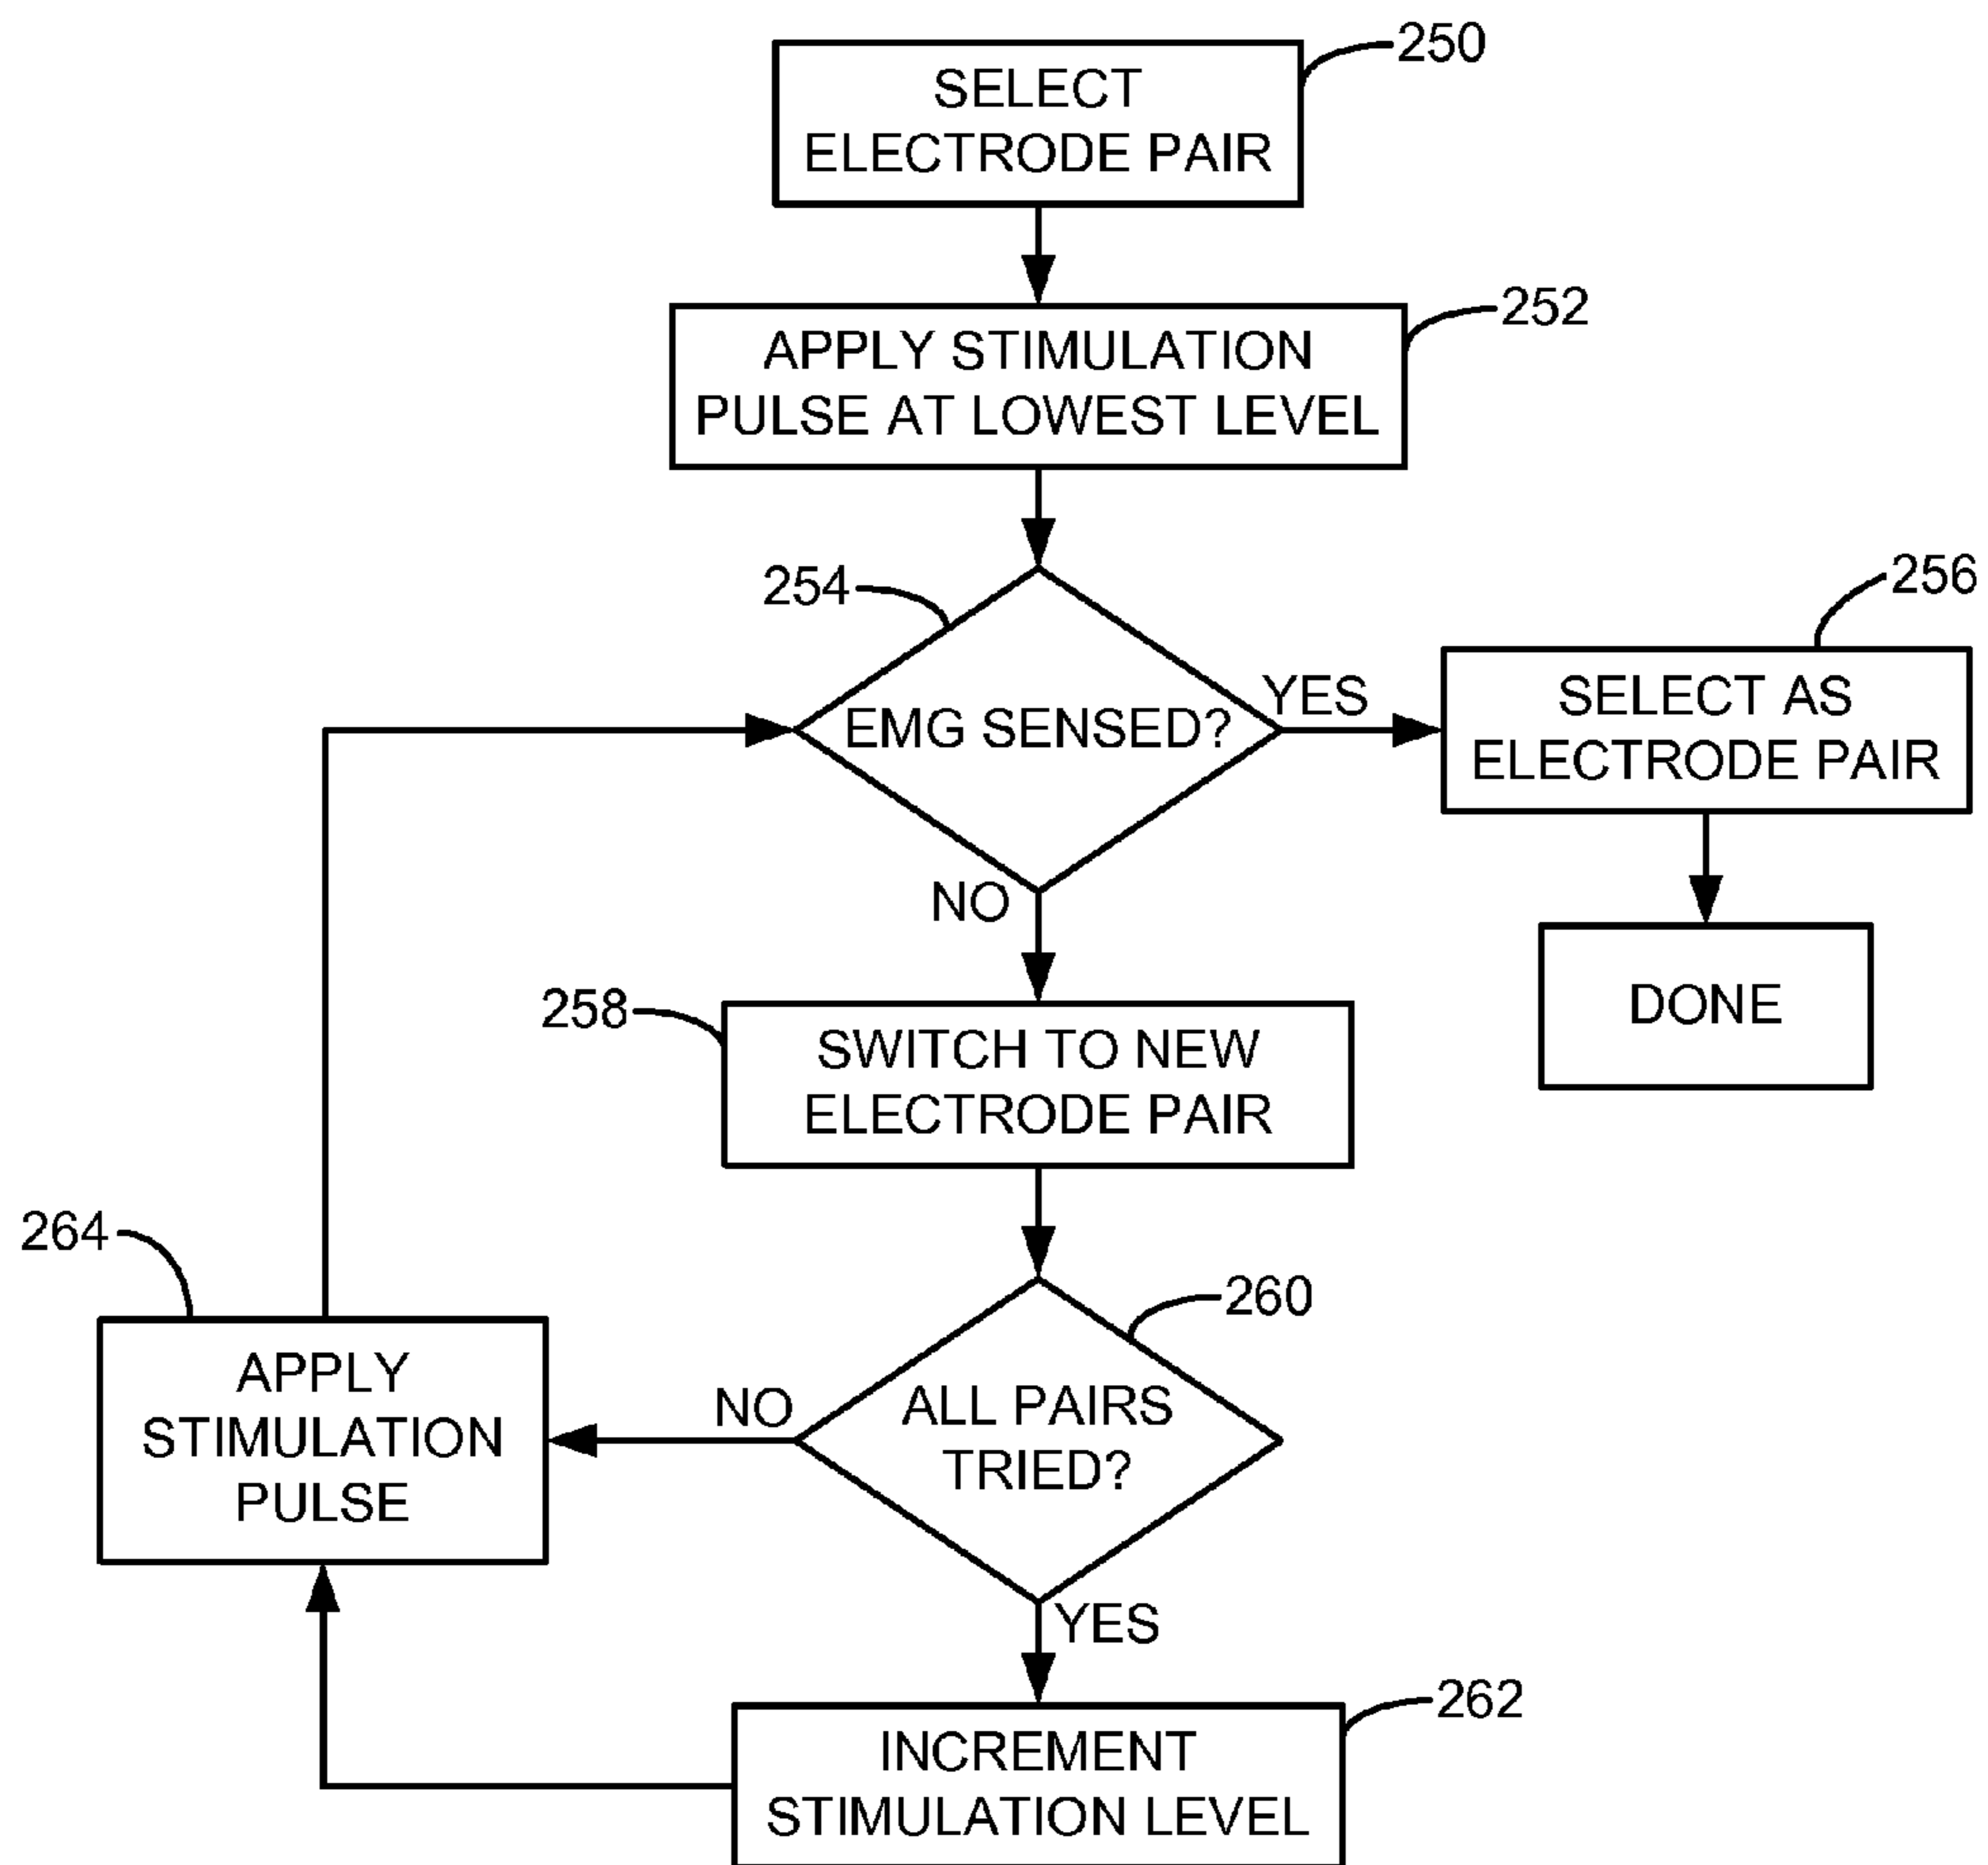 250
SELECT
ELECTRODE PAIR
252
APPLY STIMULATION
PULSE AT LOWEST LEVEL
254
EMG SENSED?
YES
256
SELECT AS
ELECTRODE PAIR
DONE
NO
258
SWITCH TO NEW
ELECTRODE PAIR
260
ALL PAIRS
TRIED?
NO
264
APPLY
STIMULATION
PULSE
YES
262
INCREMENT
STIMULATION LEVEL